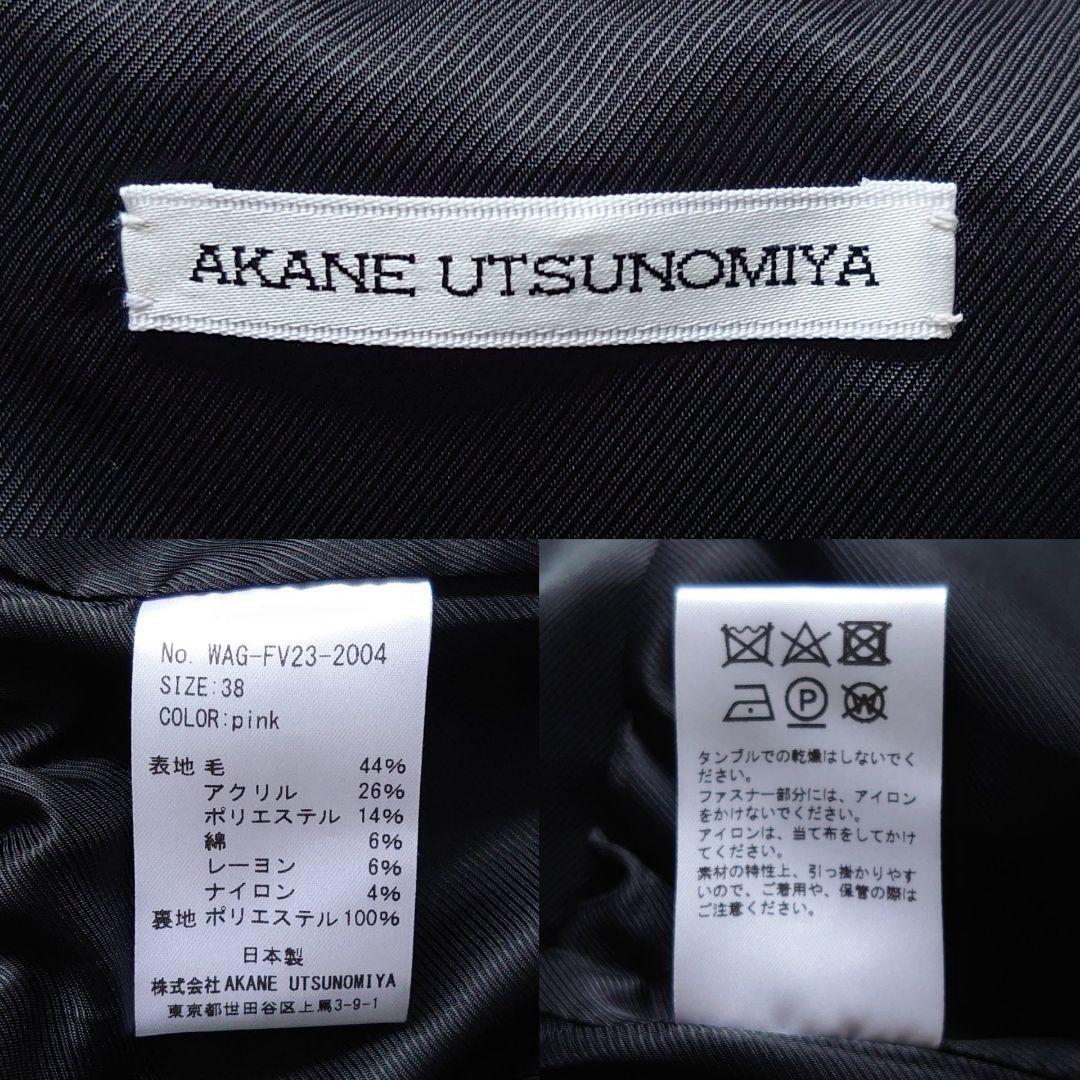 AKANE UTSUNOMIYA
No. WAG-FV23-2004
SIZE:38
COLOR:pink
表地 毛 44%
アクリル 26%
ポリエステル 14%
綿 6%
レーヨン 6%
ナイロン 4%
裏地 ポリエステル 100%
日本製
株式会社 AKANE UTSUNOMIYA
東京都世田谷区上馬3-9-1
P
W
タンブルでの乾燥はしないでく
ださい。
ファスナー部分には、アイロン
をかけないでください。
アイロンは、当て布をしてかけ
てください。
素材の特性上、引っ掛かりやす
いので、ご着用や、保管の際は
ご注意ください。